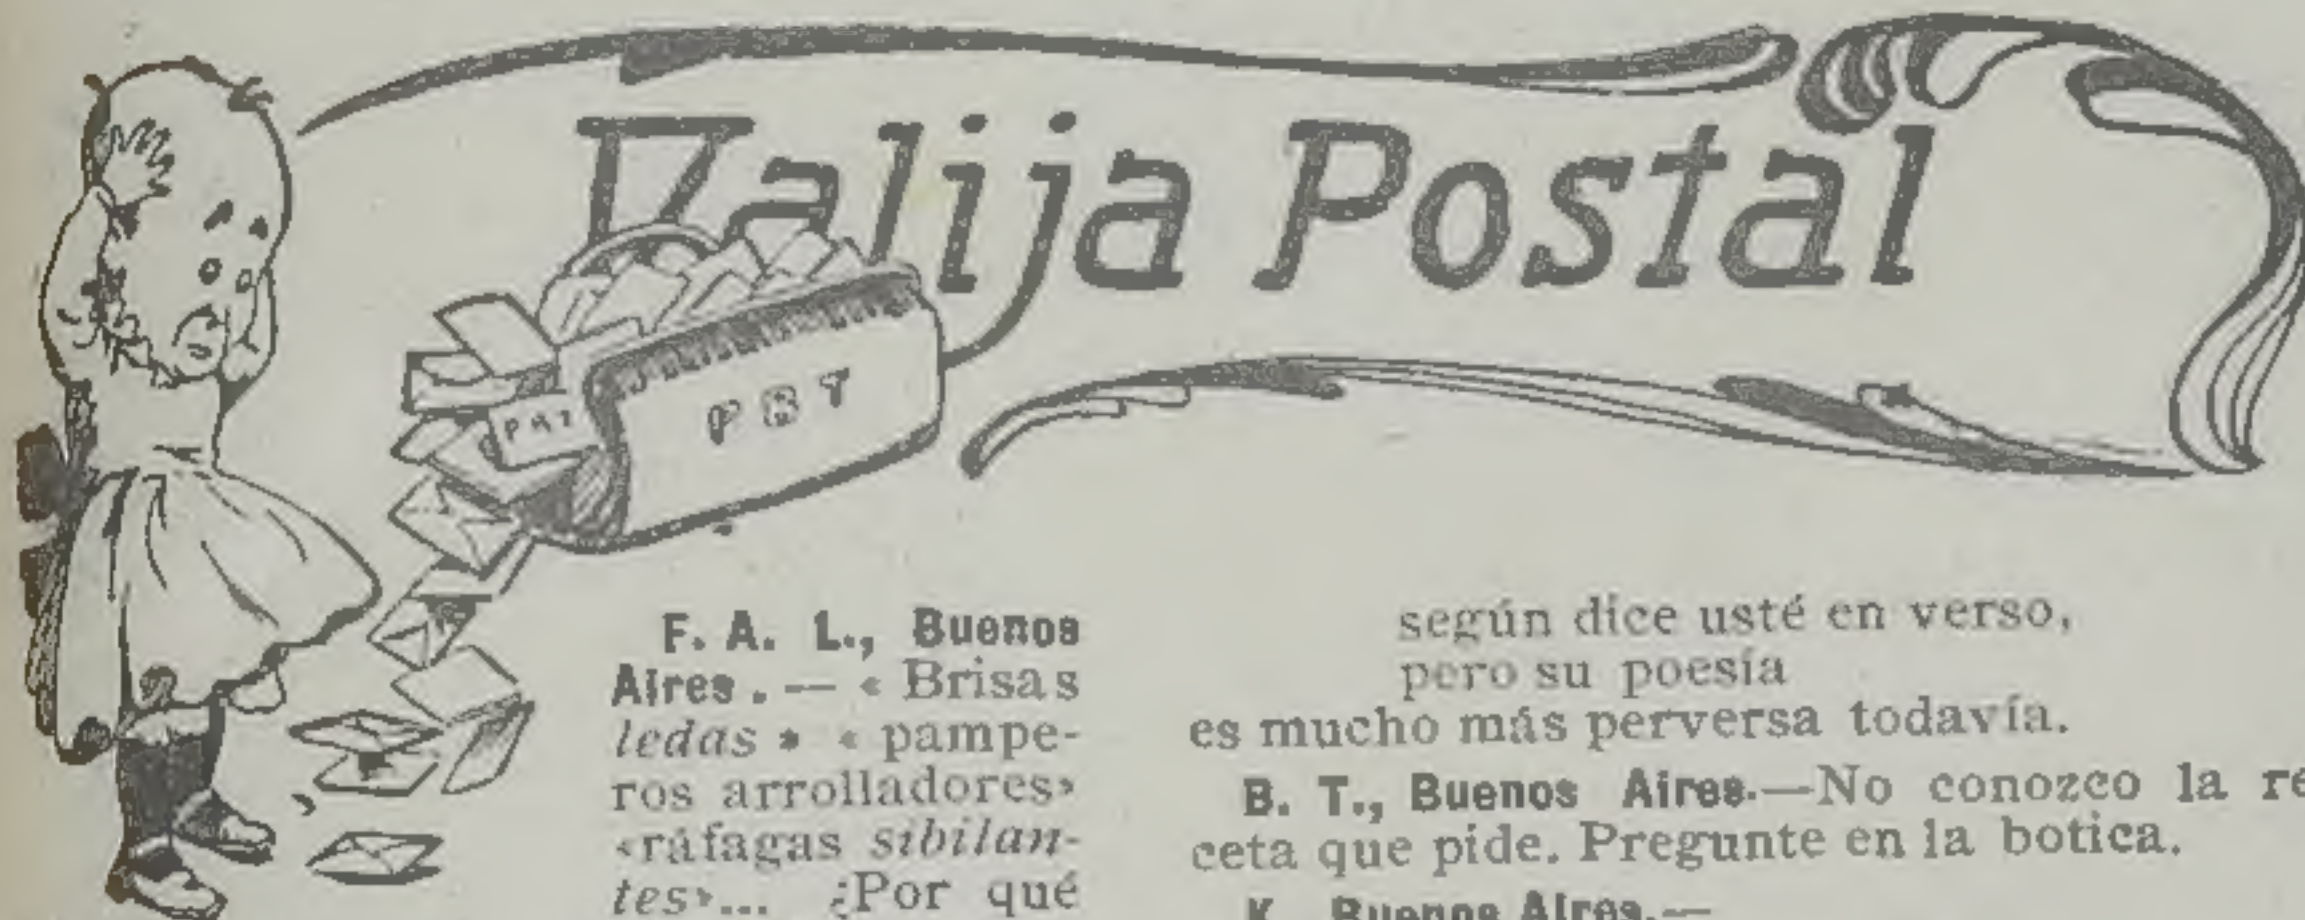 Valija Postal
PBT
PBT
F. A. L., Buenos
Aires. — « Brisas
ledas » « pampe-
ros arrolladores»
«ráfagas sibilan-
tes»... ¿Por qué
según dice usté en verso,
pero su poesía
es mucho más perversa todavía.
B. T., Buenos Aires.—No conozco la re
ceta que pide. Pregunte en la botica.
K., Buenos Aires.—